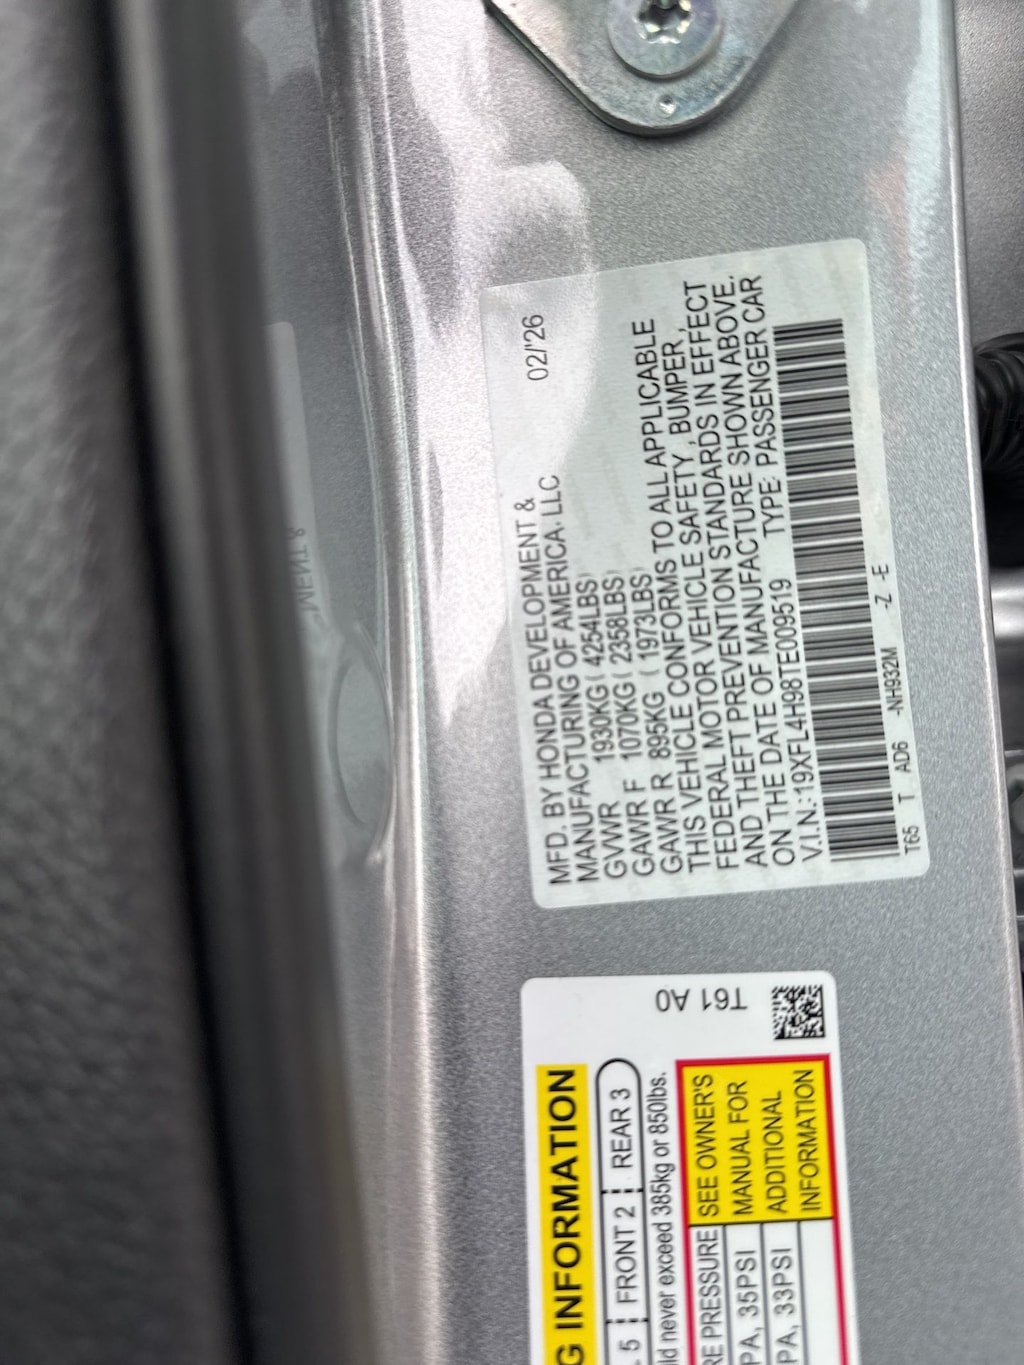 MFD. BY HONDA DEVELOPMENT &
MANUFACTURING OF AMERICA. LLC 02/'26
GVWR 1930KG( 4254LBS)
GAWR F 1070KG( 2358LBS)
GAWR R 895KG ( 1973LBS)
THIS VEHICLE CONFORMS TO ALL APPLICABLE
FEDERAL MOTOR VEHICLE SAFETY , BUMPER ,
AND THEFT PREVENTION STANDARDS IN EFFECT
ON THE DATE OF MANUFACTURE SHOWN ABOVE.
V.I.N.:19XFL4H98TE009519 TYPE: PASSENGER CAR
T65 T AD6 -NH932M -Z -E
T61 A0
G INFORMATION
5 FRONT 2 REAR 3
never exceed 385kg or 850lbs.
PRESSURE SEE OWNER'S
PA, 35PSI MANUAL FOR
PA, 33PSI ADDITIONAL
INFORMATION